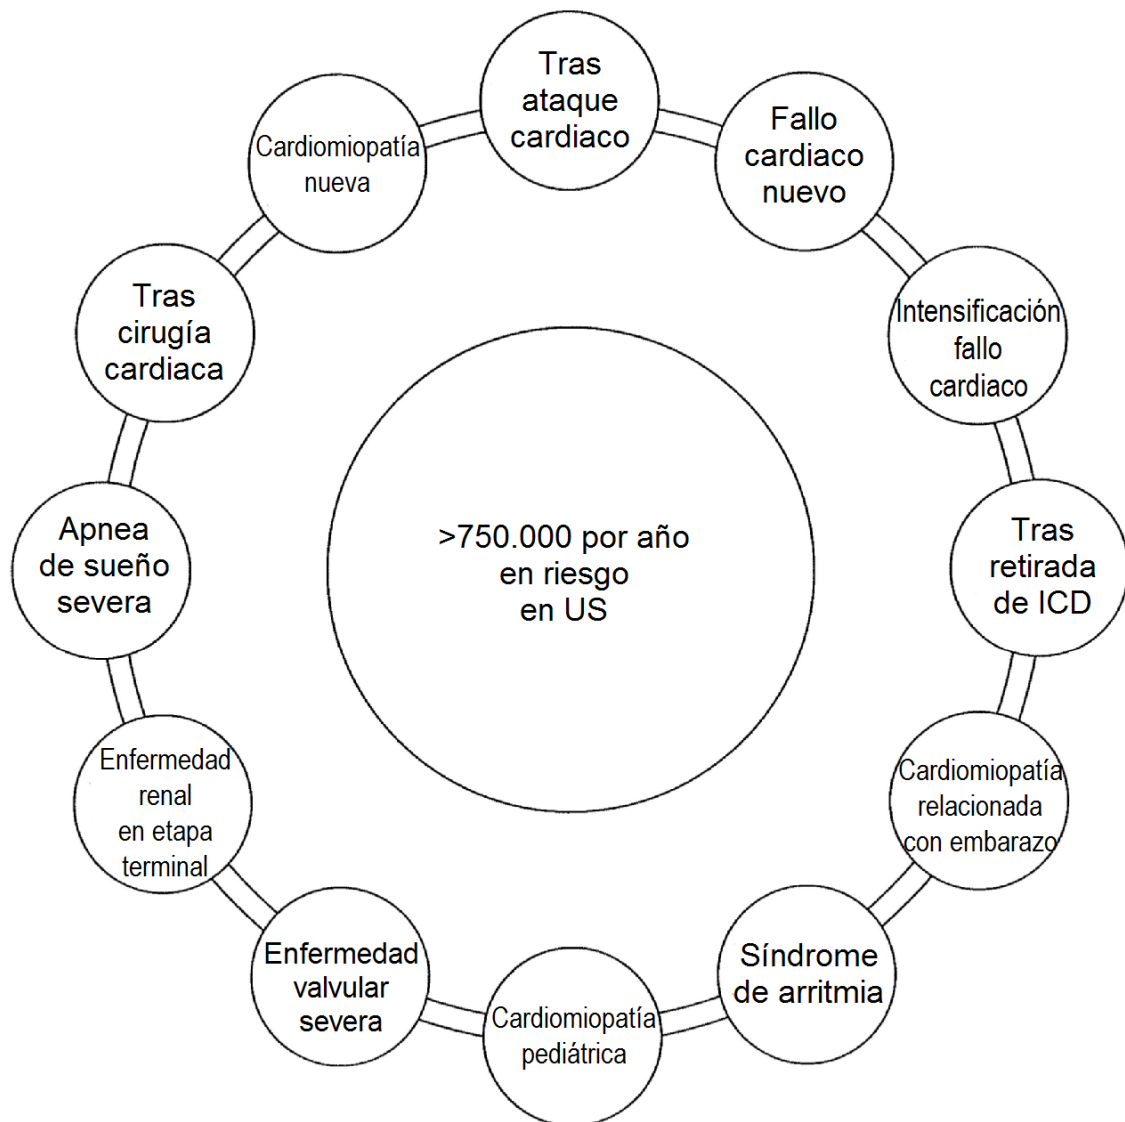 Tras
ataque
cardiaco
Fallo
cardiaco
nuevo
Intensificación
fallo
cardiaco
Tras
retirada
de ICD
Cardiomiopatía
relacionada
con embarazo
Síndrome
de arritmia
Cardiomiopatía
pediátrica
Enfermedad
valvular
severa
Enfermedad
renal
en etapa
terminal
Apnea
de sueño
severa
Tras
cirugía
cardiaca
Cardiomiopatía
nueva
>750.000 por año
en riesgo
en US